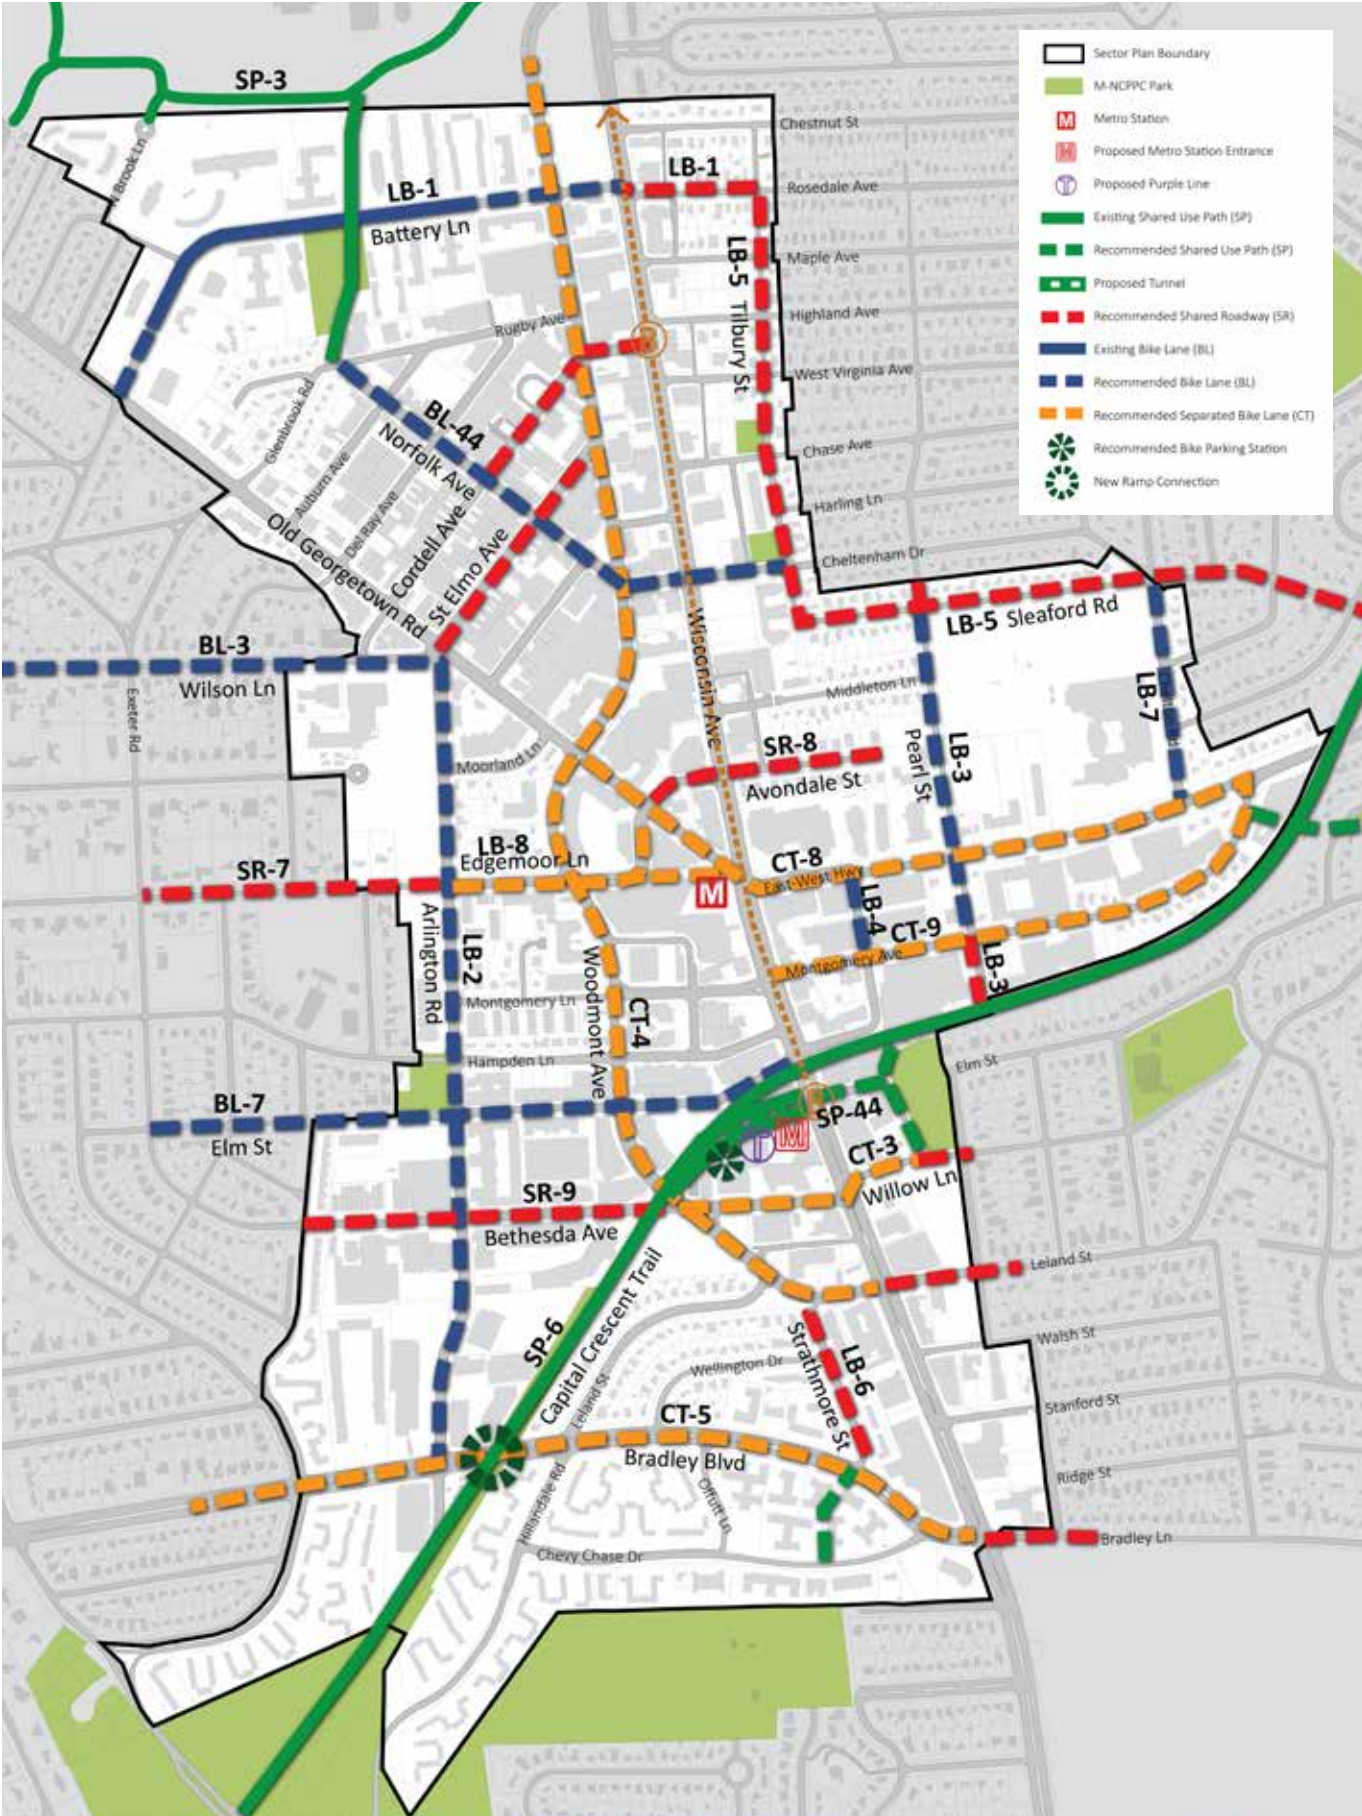 Sector Plan Boundary
M-NCPPC Park
M
Metro Station
Proposed Metro Station Entrance
Proposed Purple Line
Existing Shared Use Path (SP)
Recommended Shared Use Path (SP)
Proposed Tunnel
Recommended Shared Roadway (SR)
Existing Bike Lane (BL)
Recommended Bike Lane (BL)
Recommended Separated Bike Lane (CT)
Recommended Bike Parking Station
New Ramp Connection
SP-3
Chestnut St
N Brook Ln
LB-1
LB-1
Rosedale Ave
Battery Ln
LB-5
Tilbury St
Maple Ave
Highland Ave
Rugby Ave
West Virginia Ave
Glenbrook Rd
BL-44
Norfolk Ave
Chase Ave
Auburn Ave
Harling Ln
Del Ray Ave
Cordell Ave
St Elmo Ave
Old Georgetown Rd
Cheltenham Dr
Wisconsin Ave
LB-5 Sleaford Rd
BL-3
Wilson Ln
Exeter Rd
Middleton Ln
LB-7
Moorland Ln
SR-8
Avondale St
Pearl St
LB-3
LB-8
Edgemoor Ln
CT-8
East-West Hwy
SR-7
M
LB-4
CT-9
Montgomery Ave
LB-3
Arlington Rd
LB-2
Woodmont Ave
CT-4
Montgomery Ln
Hampden Ln
Elm St
BL-7
Elm St
SP-44
M
CT-3
Willow Ln
SR-9
Bethesda Ave
Leland St
SP-6
Capital Crescent Trail
Walsh St
Strathmore St
LB-6
Wellington Dr
Leland St
Stanford St
CT-5
Bradley Blvd
Ridge St
Hillandale Rd
Offutt Ln
Chevy Chase Dr
Bradley Ln